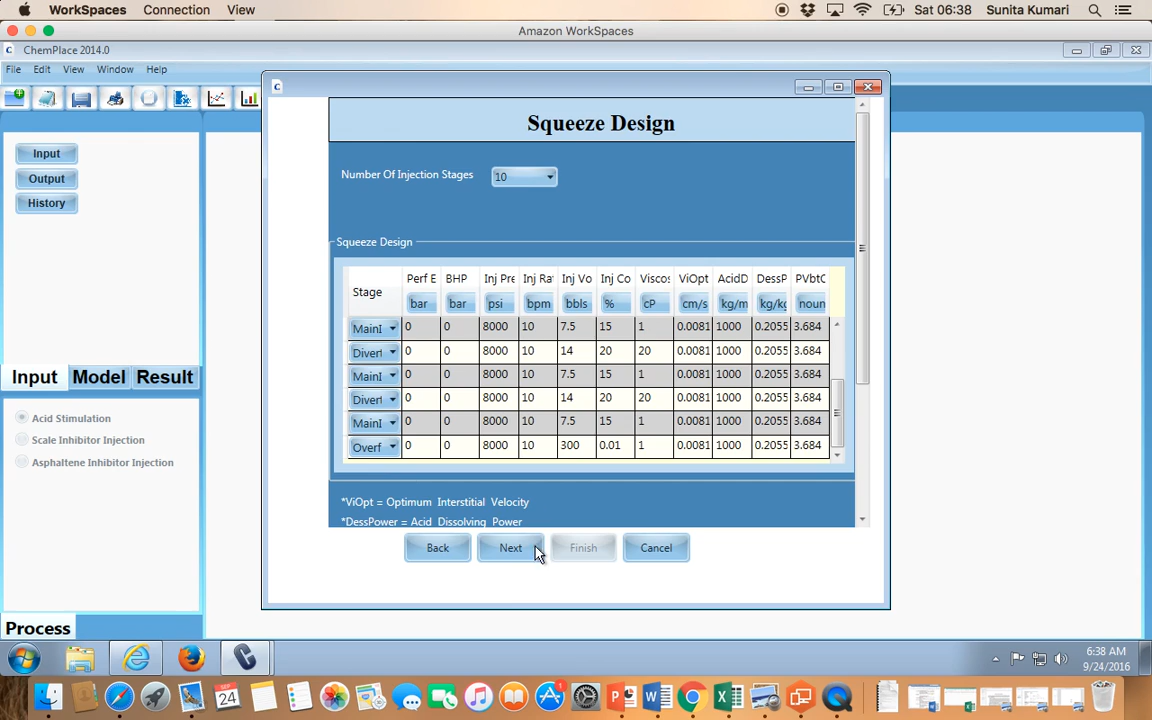 WorkSpaces Connection View Sat 06:38 Sunita Kumari
Amazon WorkSpaces
C ChemPlace 2014.0
File Edit View Window Help
C
Squeeze Design
Input
Output
History
Number Of Injection Stages 10
Squeeze Design
Stage Perf E BHP Inj Pre Inj Ra Inj Vo Inj Co Viscos ViOpt AcidD DessP PVbtC
bar bar psi bpm bbls % cP cm/s kg/m kg/kg noun
MainI 0 0 8000 10 7.5 15 1 0.0081 1000 0.2055 3.684
Divert 0 0 8000 10 14 20 20 0.0081 1000 0.2055 3.684
MainI 0 0 8000 10 7.5 15 1 0.0081 1000 0.2055 3.684
Divert 0 0 8000 10 14 20 20 0.0081 1000 0.2055 3.684
MainI 0 0 8000 10 7.5 15 1 0.0081 1000 0.2055 3.684
Overf 0 0 8000 10 300 0.01 1 0.0081 1000 0.2055 3.684
*ViOpt = Optimum Interstitial Velocity
*DessPower = Acid Dissolving Power
Back Next Finish Cancel
Input Model Result
Acid Stimulation
Scale Inhibitor Injection
Asphaltene Inhibitor Injection
Process
6:38 AM
9/24/2016
SEP
24